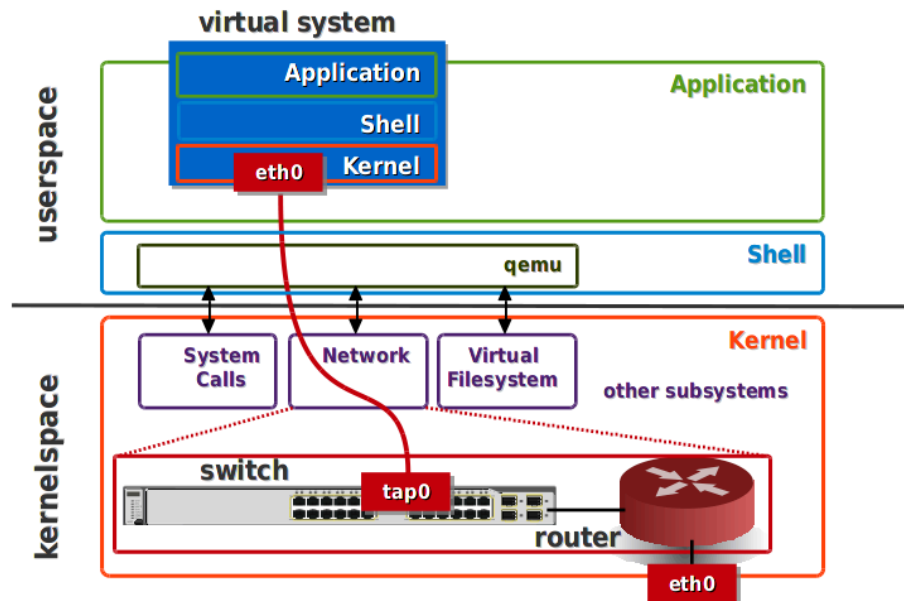 virtual system
Application
Shell
Kernel
eth0
Application
userspace
Shell
qemu
Kernel
System
Calls
Network
Virtual
Filesystem
other subsystems
kernelspace
switch
tap0
router
eth0